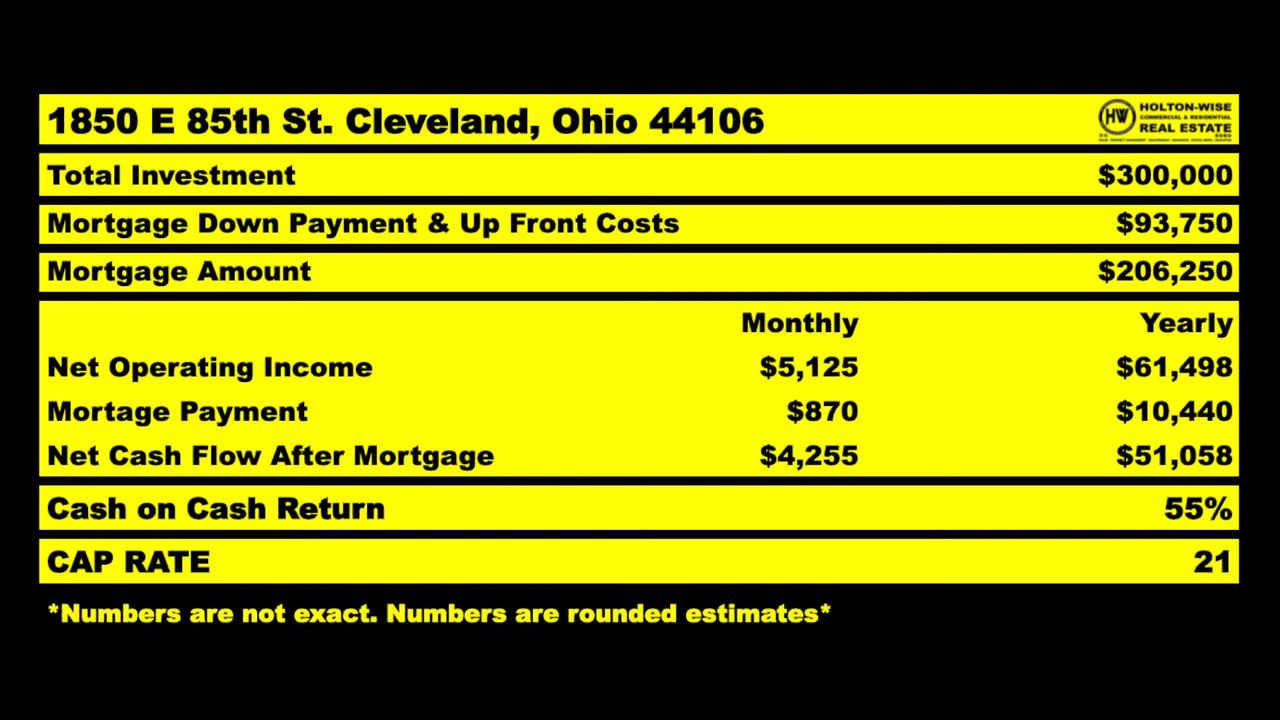 1850 E 85th St. Cleveland, Ohio 44106
HW
HOLTON-WISE
COMMERCIAL & RESIDENTIAL
REAL ESTATE
Total Investment $300,000
Mortgage Down Payment & Up Front Costs $93,750
Mortgage Amount $206,250
Monthly Yearly
Net Operating Income $5,125 $61,498
Mortage Payment $870 $10,440
Net Cash Flow After Mortgage $4,255 $51,058
Cash on Cash Return 55%
CAP RATE 21
*Numbers are not exact. Numbers are rounded estimates*